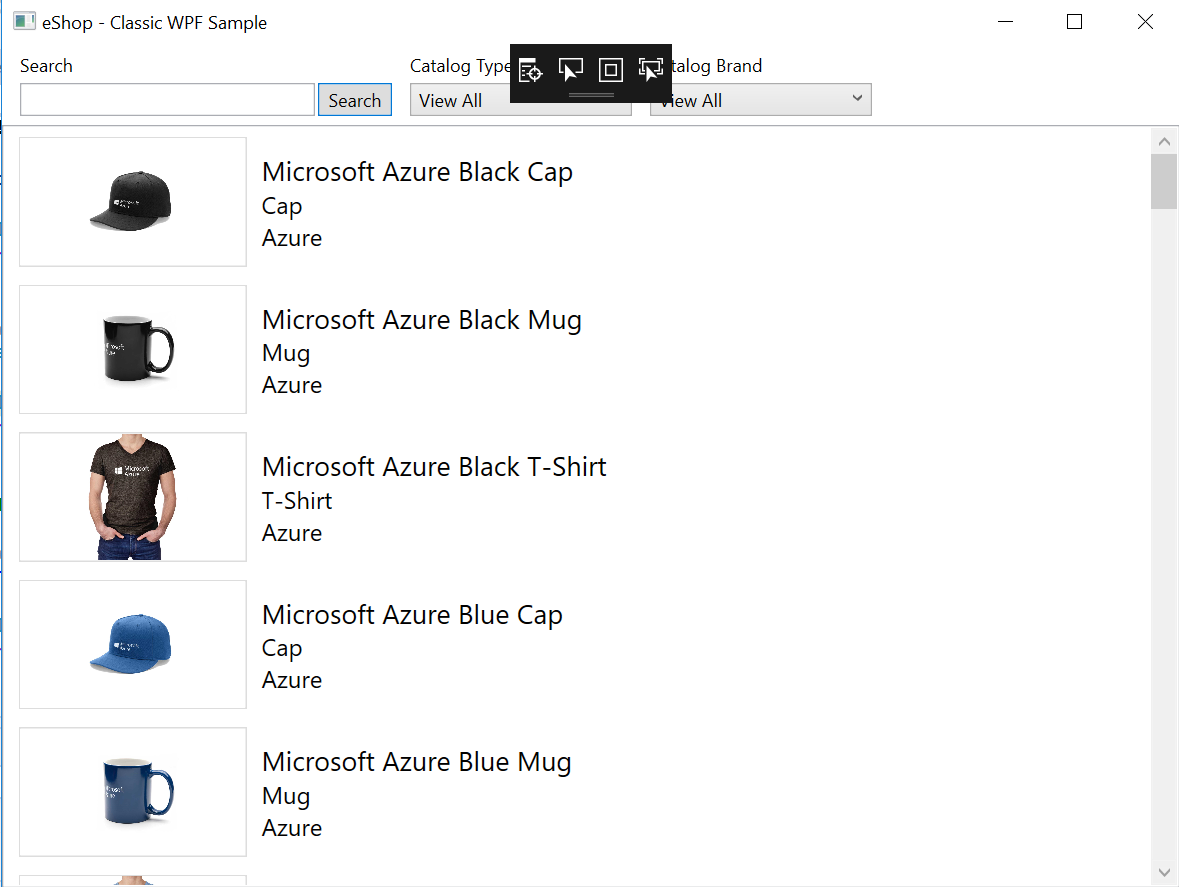 eShop - Classic WPF Sample
Search
Catalog Type
talog Brand
Search
View All
View All
Microsoft Azure Black Cap
Cap
Azure
Microsoft Azure Black Mug
Mug
Azure
Microsoft
Azure
Microsoft Azure Black T-Shirt
T-Shirt
Azure
Microsoft Azure Blue Cap
Cap
Azure
Microsoft Azure Blue Mug
Mug
Azure